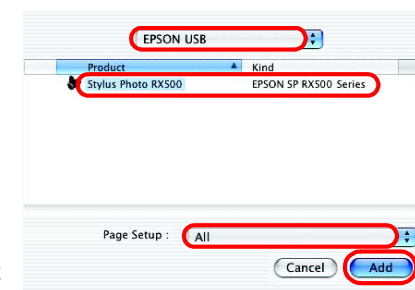 EPSON USB
Product Kind
Stylus Photo RX500 EPSON SP RX500 Series
Page Setup : All
Cancel Add